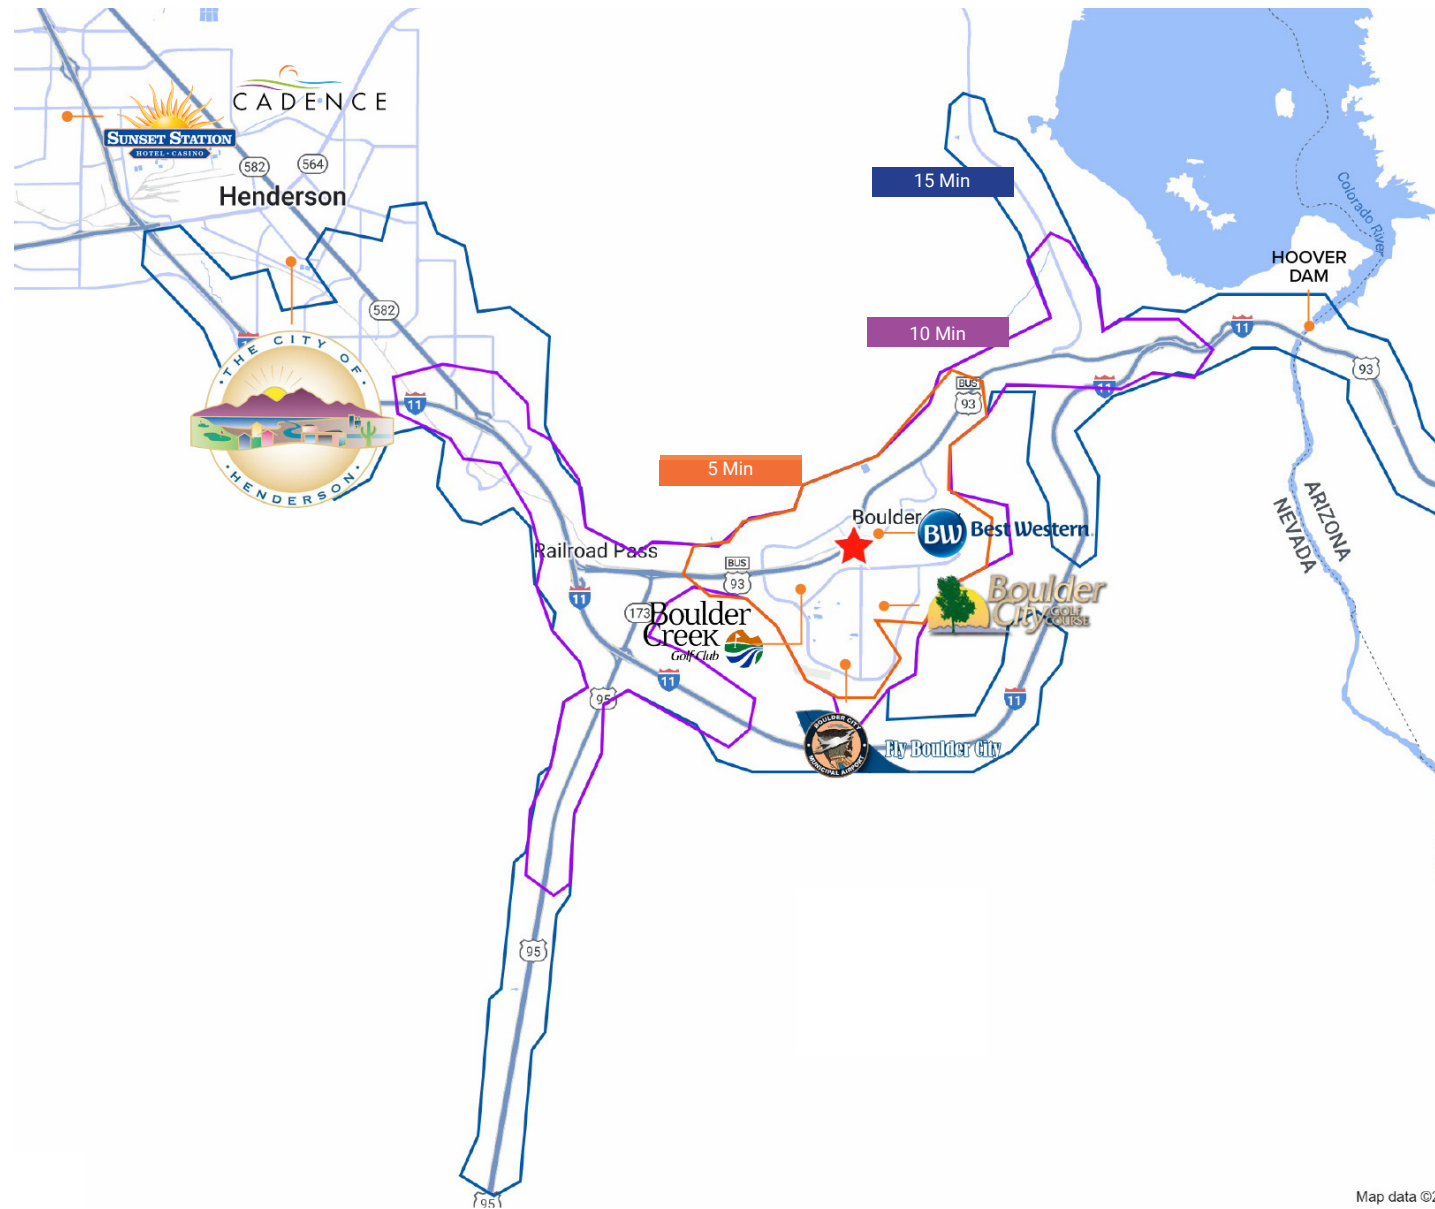 CADENCE
SUNSET STATION
HOTEL • CASINO
582
564
Henderson
15 Min
Colorado River
HOOVER
DAM
582
11
10 Min
93
THE CITY OF
HENDERSON
11
BUS
93
11
5 Min
ARIZONA
NEVADA
Boulder
BW Best Western
Railroad Pass
BUS
93
11
173
Boulder
Creek
Golf Club
Boulder
City GOLF
COURSE
11
95
11
BOULDER CITY
MUNICIPAL AIRPORT
Fly Boulder City
95
95
Map data ©2